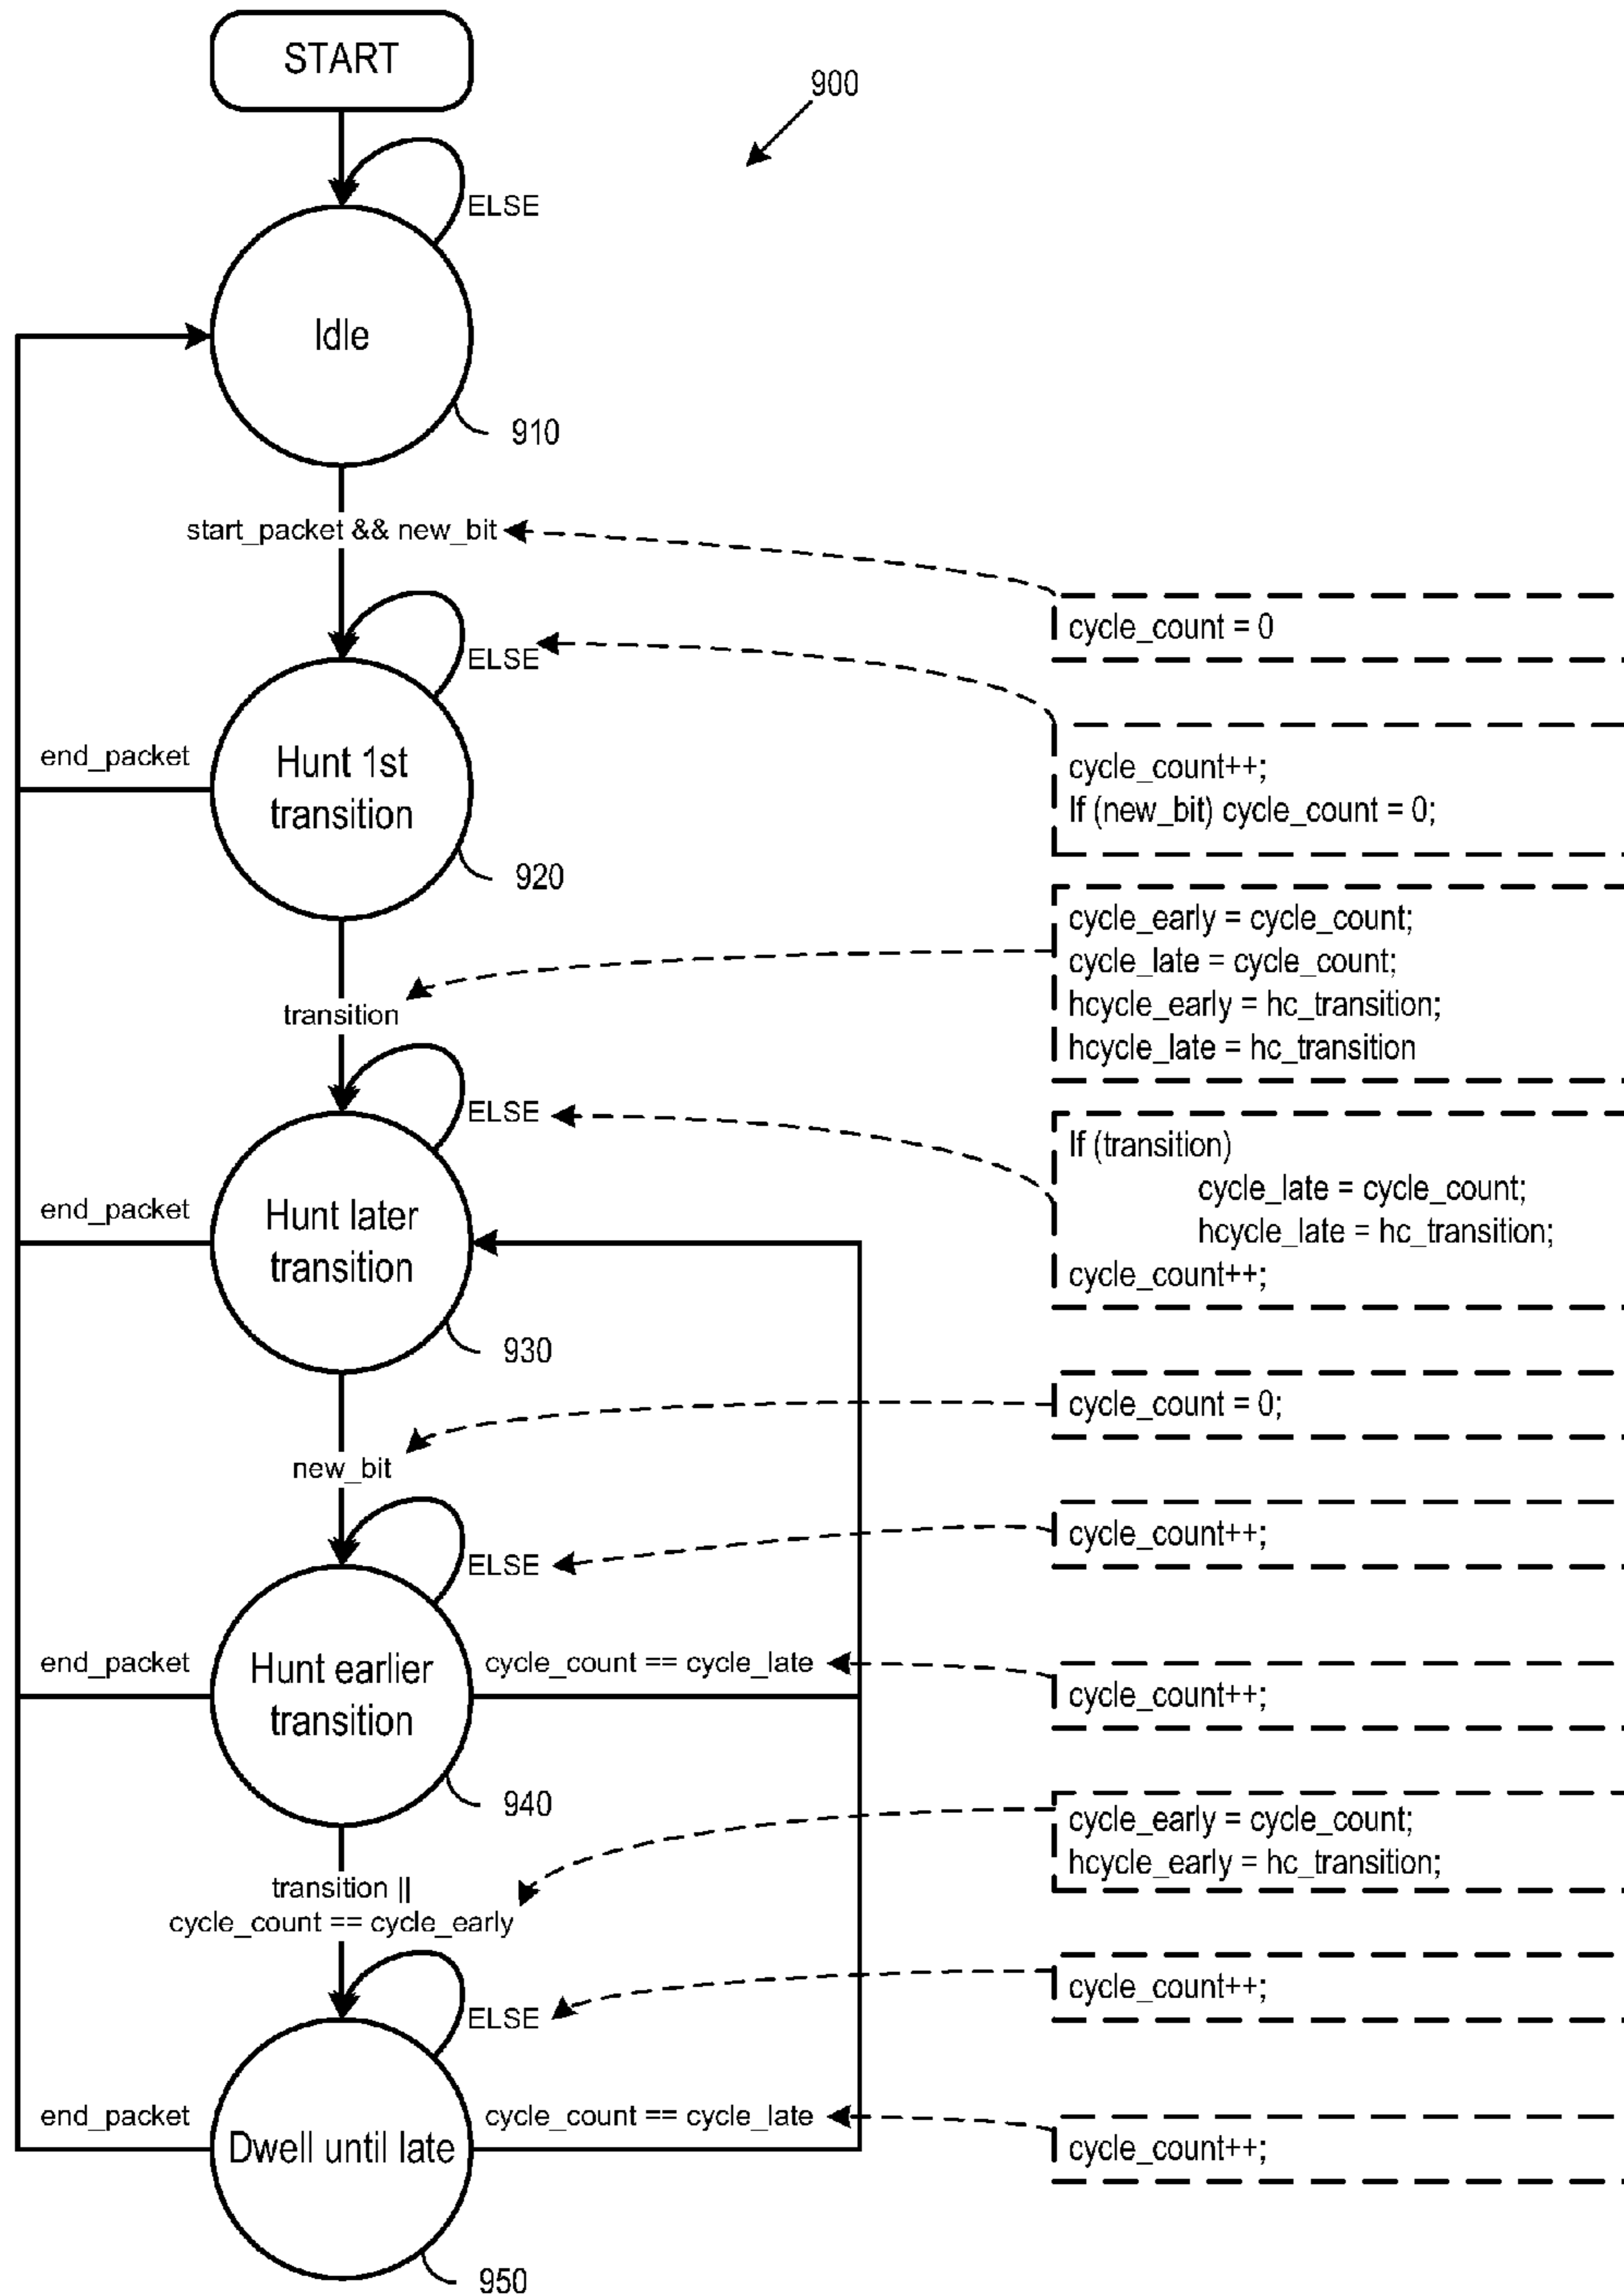 START
900
ELSE
Idle
910
start_packet && new_bit
cycle_count = 0
ELSE
cycle_count++;
If (new_bit) cycle_count = 0;
end_packet
Hunt 1st
transition
920
cycle_early = cycle_count;
cycle_late = cycle_count;
hcycle_early = hc_transition;
hcycle_late = hc_transition
transition
ELSE
If (transition)
cycle_late = cycle_count;
hcycle_late = hc_transition;
cycle_count++;
end_packet
Hunt later
transition
930
cycle_count = 0;
new_bit
ELSE
cycle_count++;
end_packet
Hunt earlier
transition
cycle_count == cycle_late
cycle_count++;
940
cycle_early = cycle_count;
hcycle_early = hc_transition;
transition ||
cycle_count == cycle_early
ELSE
cycle_count++;
end_packet
Dwell until late
cycle_count == cycle_late
cycle_count++;
950